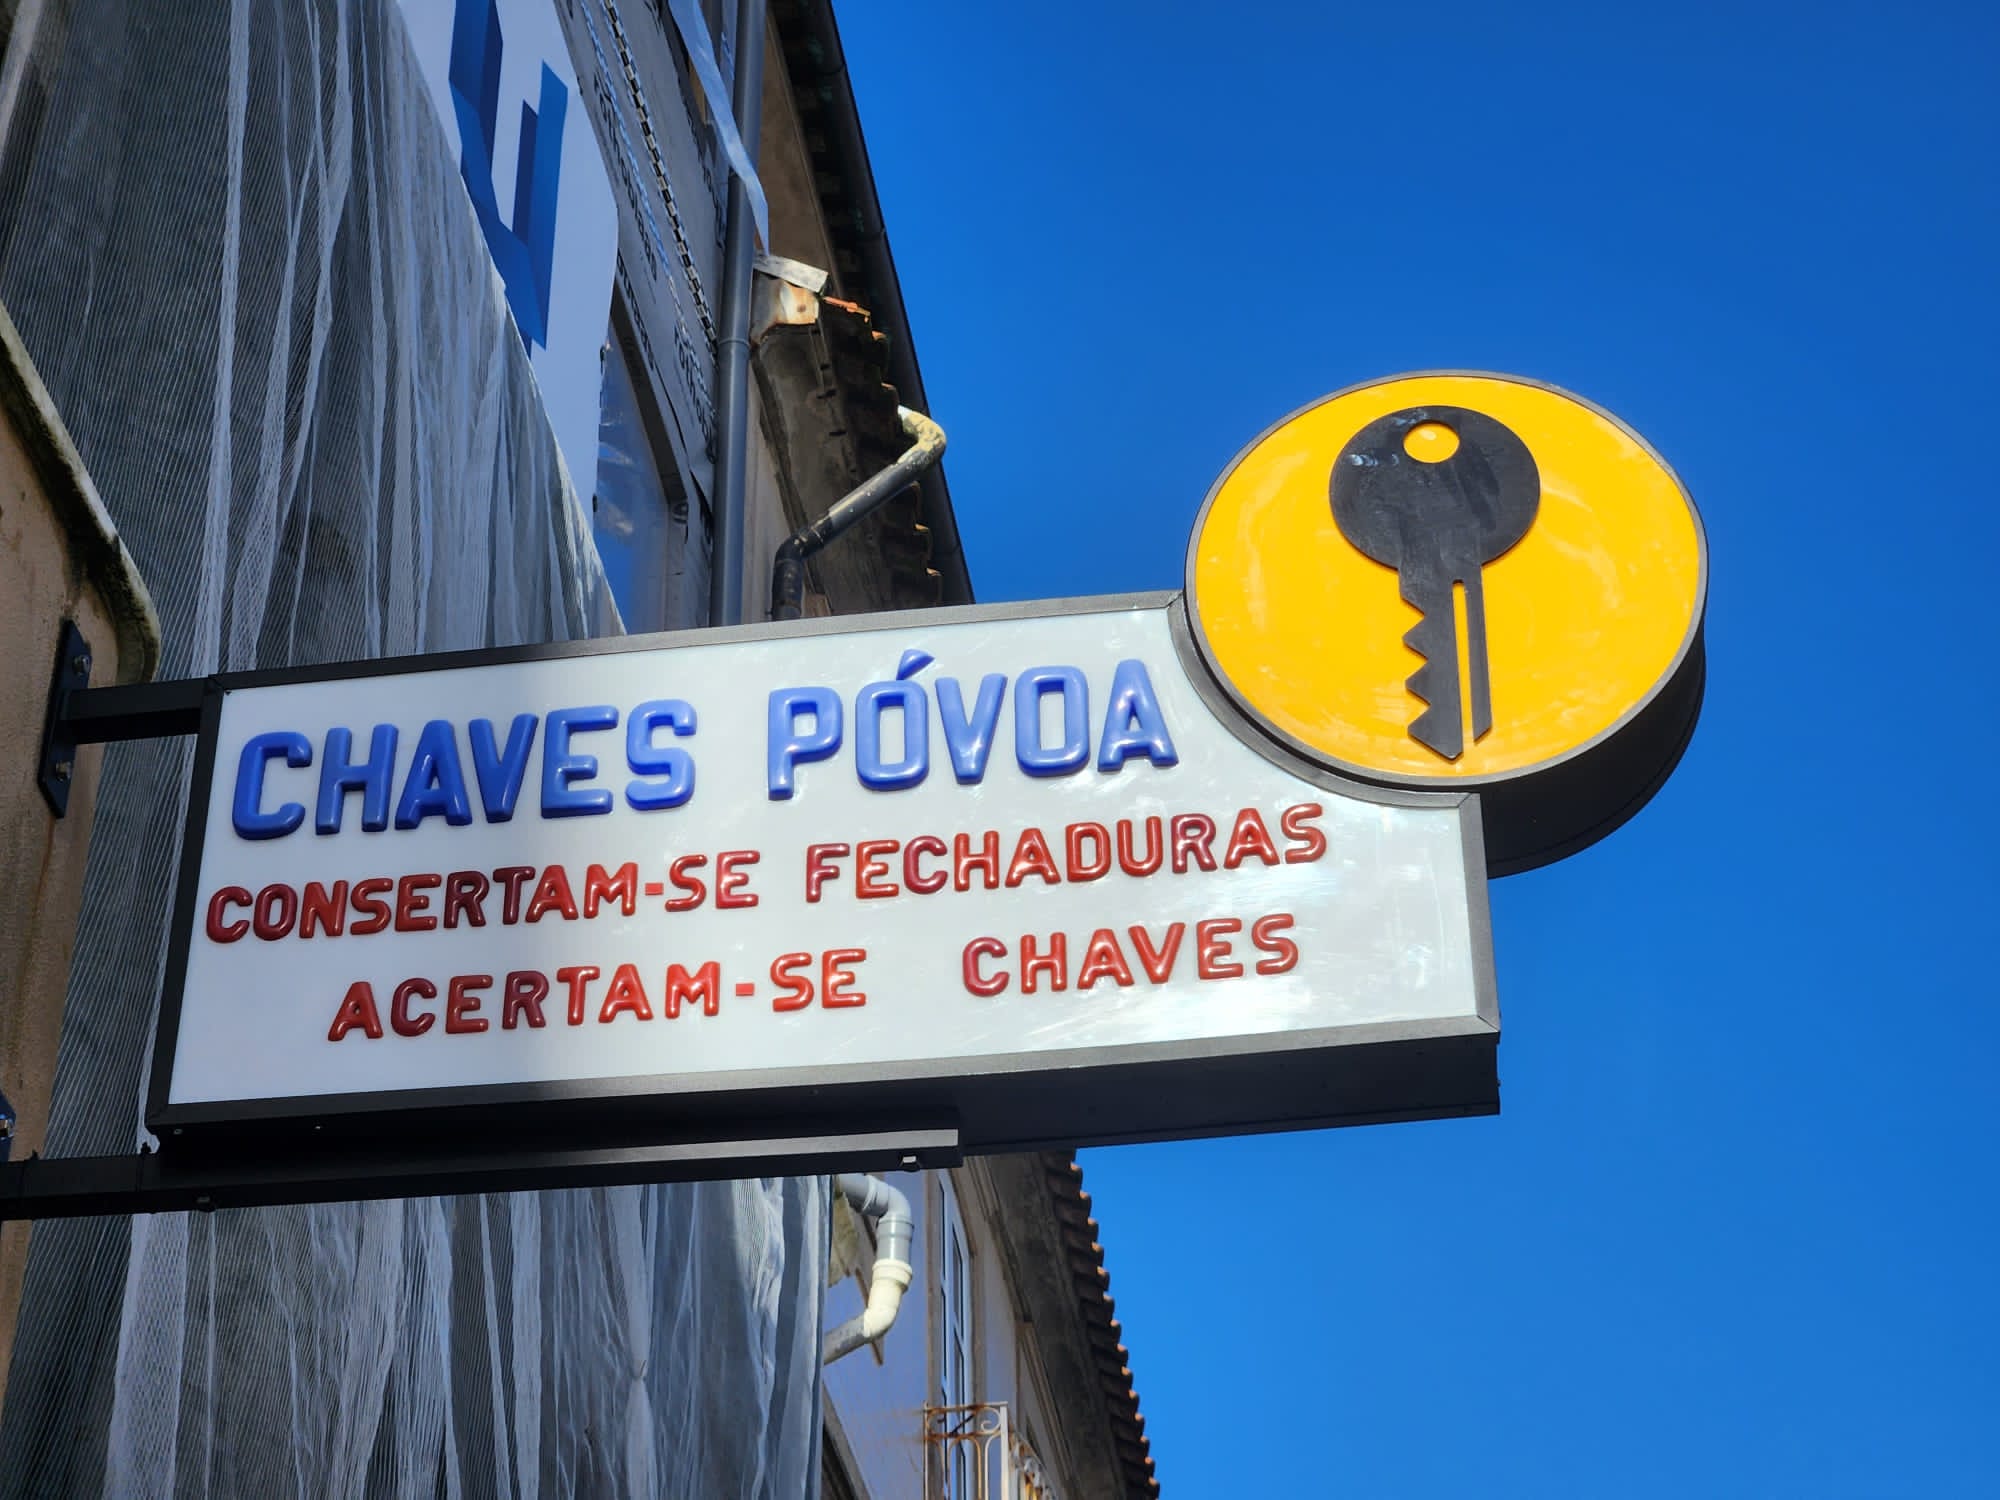 CHAVES PÓVOA
CONSERTAM-SE FECHADURAS
ACERTAM-SE CHAVES